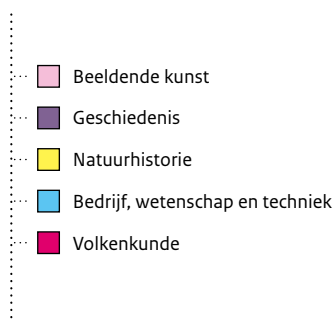 Beeldende kunst
Geschiedenis
Natuurhistorie
Bedrijf, wetenschap en techniek
Volkenkunde